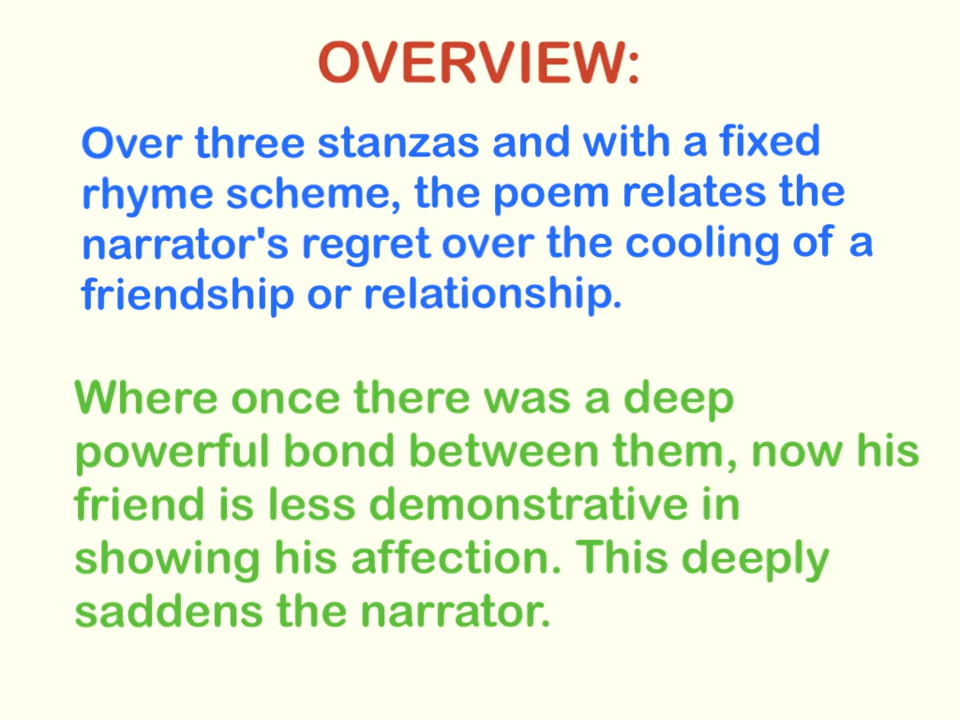 OVERVIEW:
Over three stanzas and with a fixed
rhyme scheme, the poem relates the
narrator's regret over the cooling of a
friendship or relationship.
Where once there was a deep
powerful bond between them, now his
friend is less demonstrative in
showing his affection. This deeply
saddens the narrator.